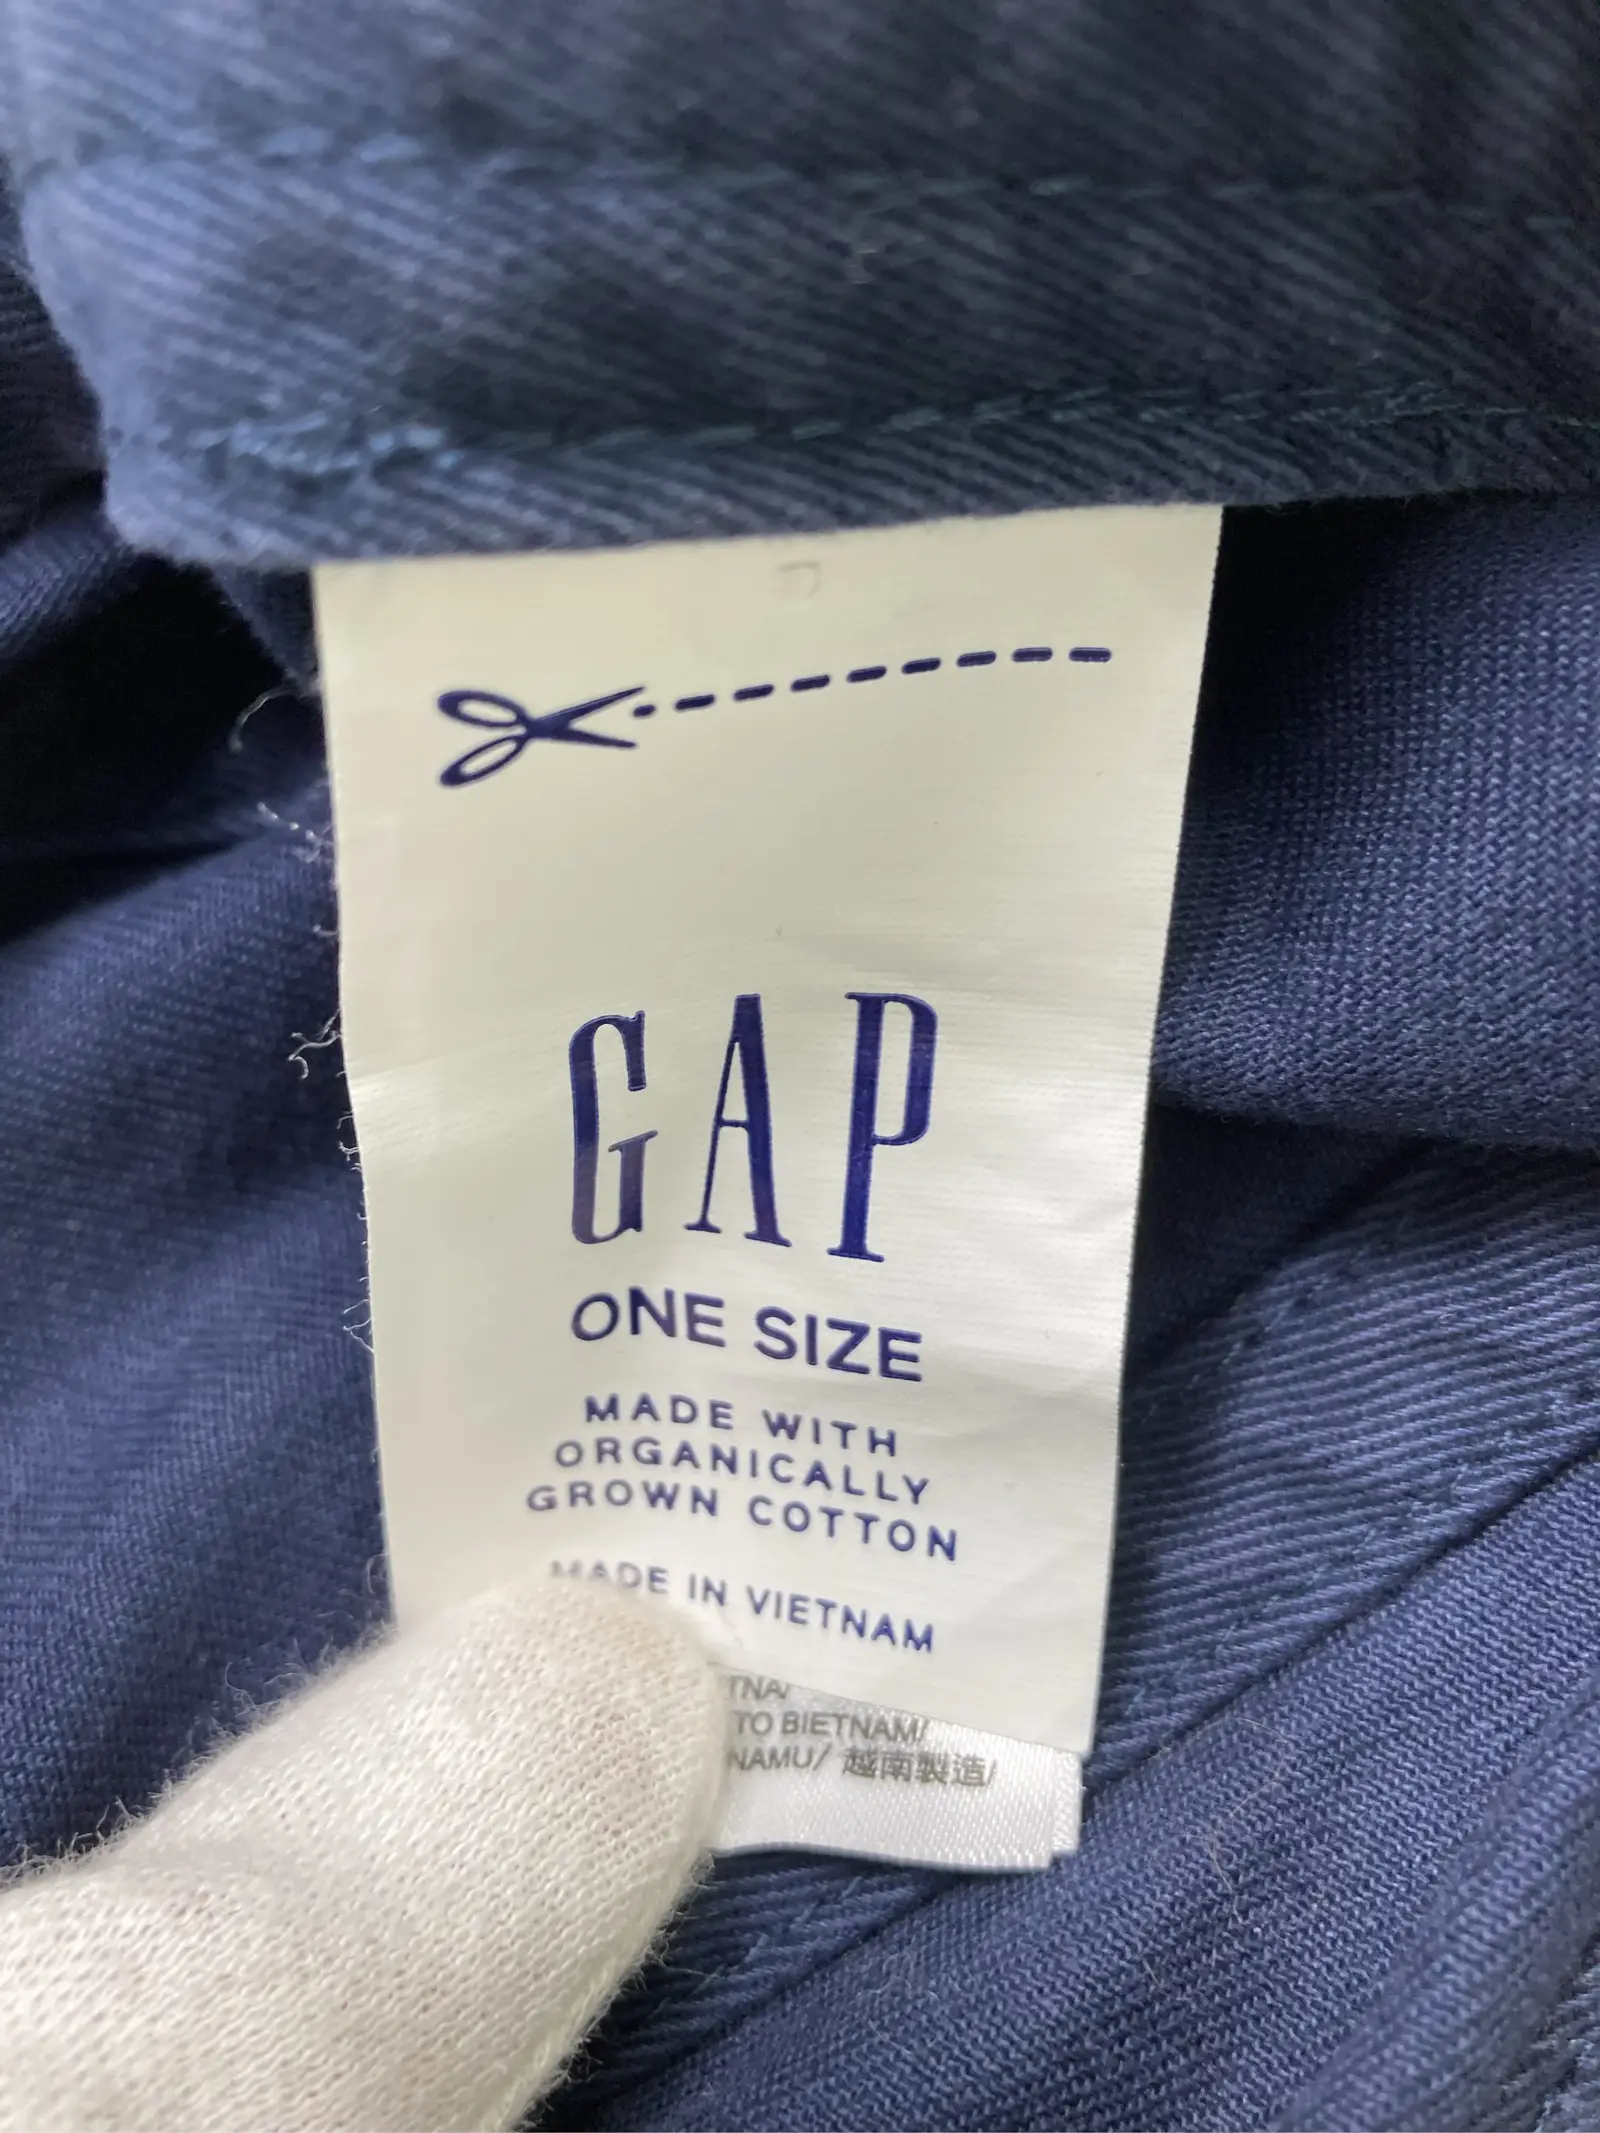 GAP
ONE SIZE
MADE WITH
ORGANICALLY
GROWN COTTON
MADE IN VIETNAM
TO BIETNAM/
越南製造/